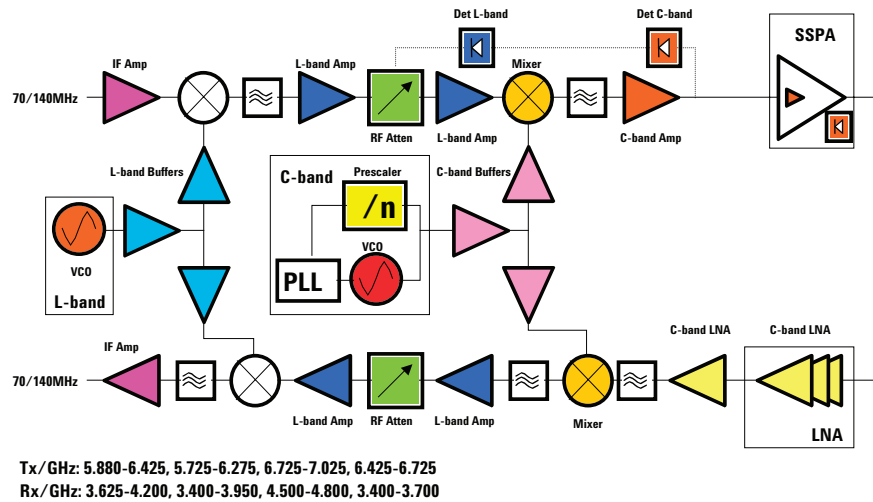 Det L-band
Det C-band
SSPA
IF Amp
L-band Amp
Mixer
70/140MHz
RF Atten
L-band Amp
C-band Amp
L-band Buffers
C-band
Prescaler
C-band Buffers
/n
VCO
L-band
PLL
VCO
IF Amp
C-band LNA
C-band LNA
70/140MHz
L-band Amp
RF Atten
L-band Amp
Mixer
LNA
Tx/GHz: 5.880-6.425, 5.725-6.275, 6.725-7.025, 6.425-6.725
Rx/GHz: 3.625-4.200, 3.400-3.950, 4.500-4.800, 3.400-3.700